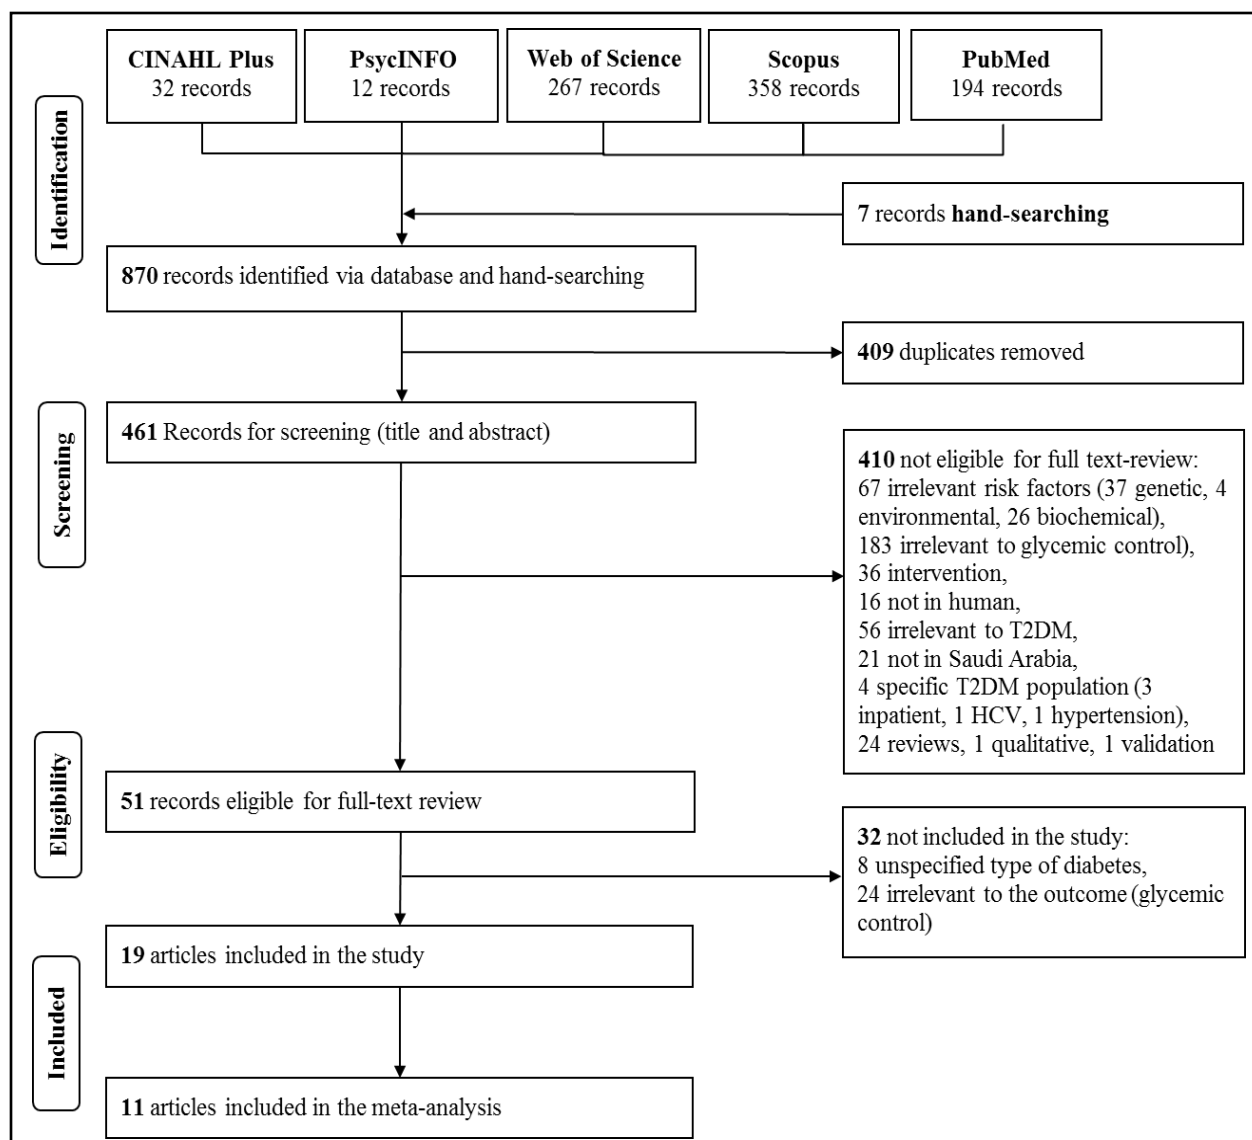 CINAHL Plus
32 records
PsycINFO
12 records
Web of Science
267 records
Scopus
358 records
PubMed
194 records
Identification
7 records hand-searching
870 records identified via database and hand-searching
409 duplicates removed
Screening
461 Records for screening (title and abstract)
410 not eligible for full text-review:
67 irrelevant risk factors (37 genetic, 4
environmental, 26 biochemical),
183 irrelevant to glycemic control),
36 intervention,
16 not in human,
56 irrelevant to T2DM,
21 not in Saudi Arabia,
4 specific T2DM population (3
inpatient, 1 HCV, 1 hypertension),
24 reviews, 1 qualitative, 1 validation
Eligibility
51 records eligible for full-text review
32 not included in the study:
8 unspecified type of diabetes,
24 irrelevant to the outcome (glycemic
control)
Included
19 articles included in the study
11 articles included in the meta-analysis